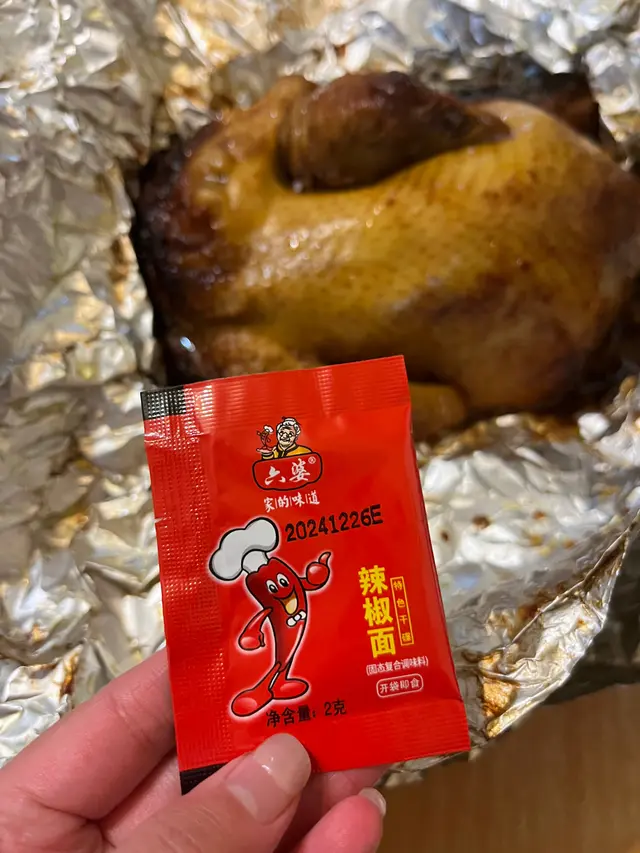 六婆®
家的味道
20241226E
辣椒面
特色干碟
(固态复合调味料)
开袋即食
净含量：2克